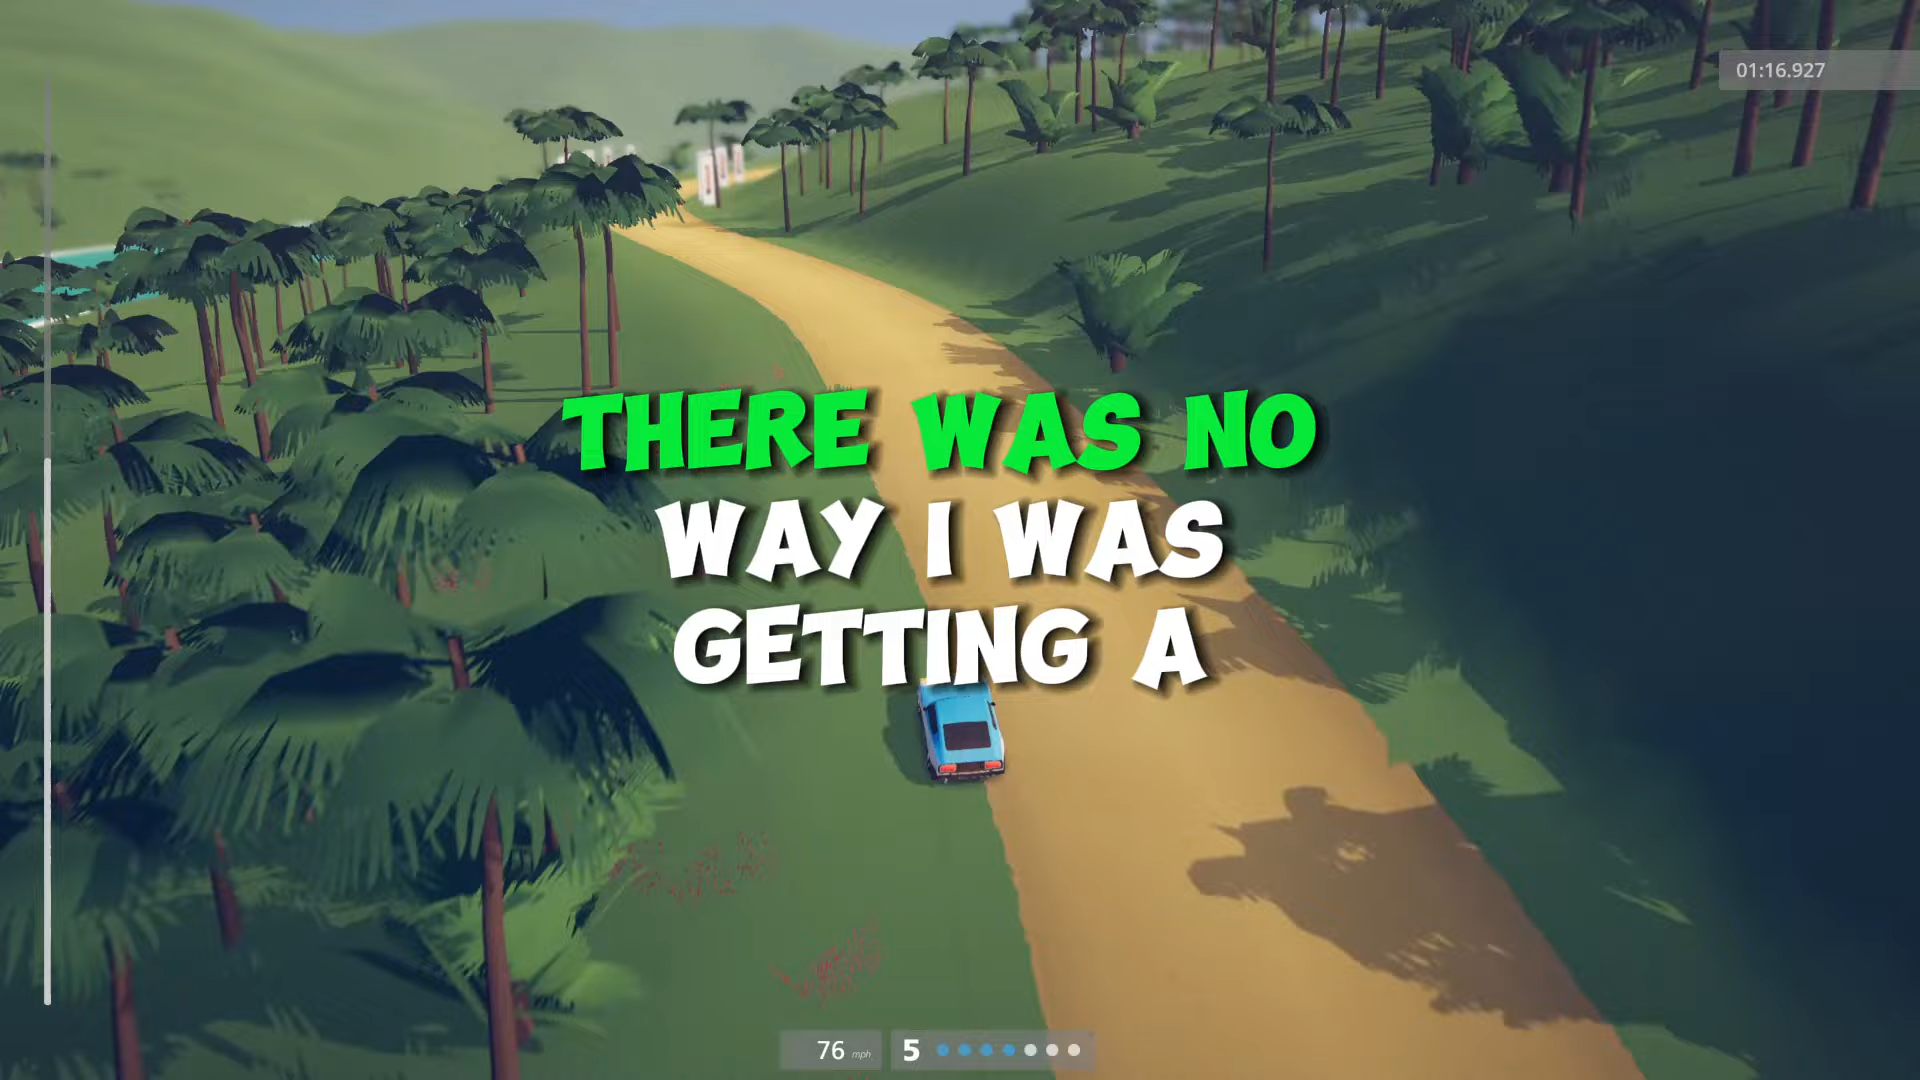 01:16.927
THERE WAS NO
WAY I WAS
GETTING A
76 mph 5